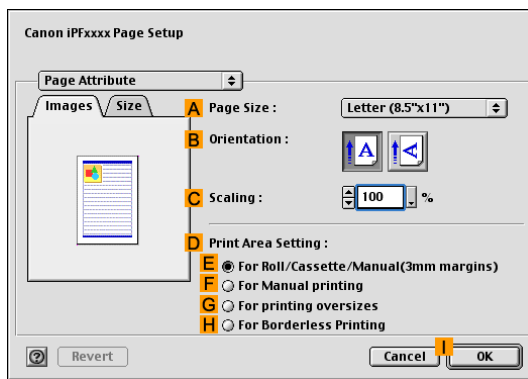 Canon iPFxxxx Page Setup
Page Attribute
Images Size
A Page Size : Letter (8.5"x11")
B Orientation : A A
C Scaling : 100 %
D Print Area Setting :
E For Roll/Cassette/Manual(3mm margins)
F For Manual printing
G For printing oversizes
H For Borderless Printing
? Revert Cancel I OK